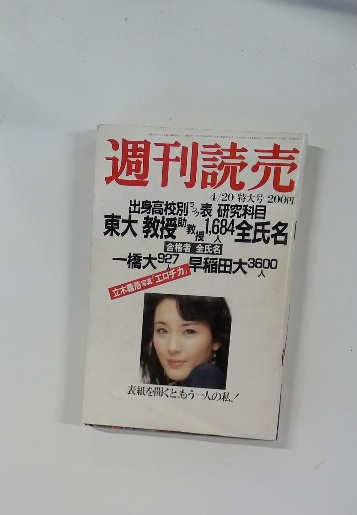 週刊読売
4/20 特大号 200円
出身高校別 表 研究科目
東大 教授 助教授 1,684人 全氏名
合格者 全氏名
一橋大927人 早稲田大3600人
立木義浩写真「エロチカ」
表紙を開くと、もう一人の私!